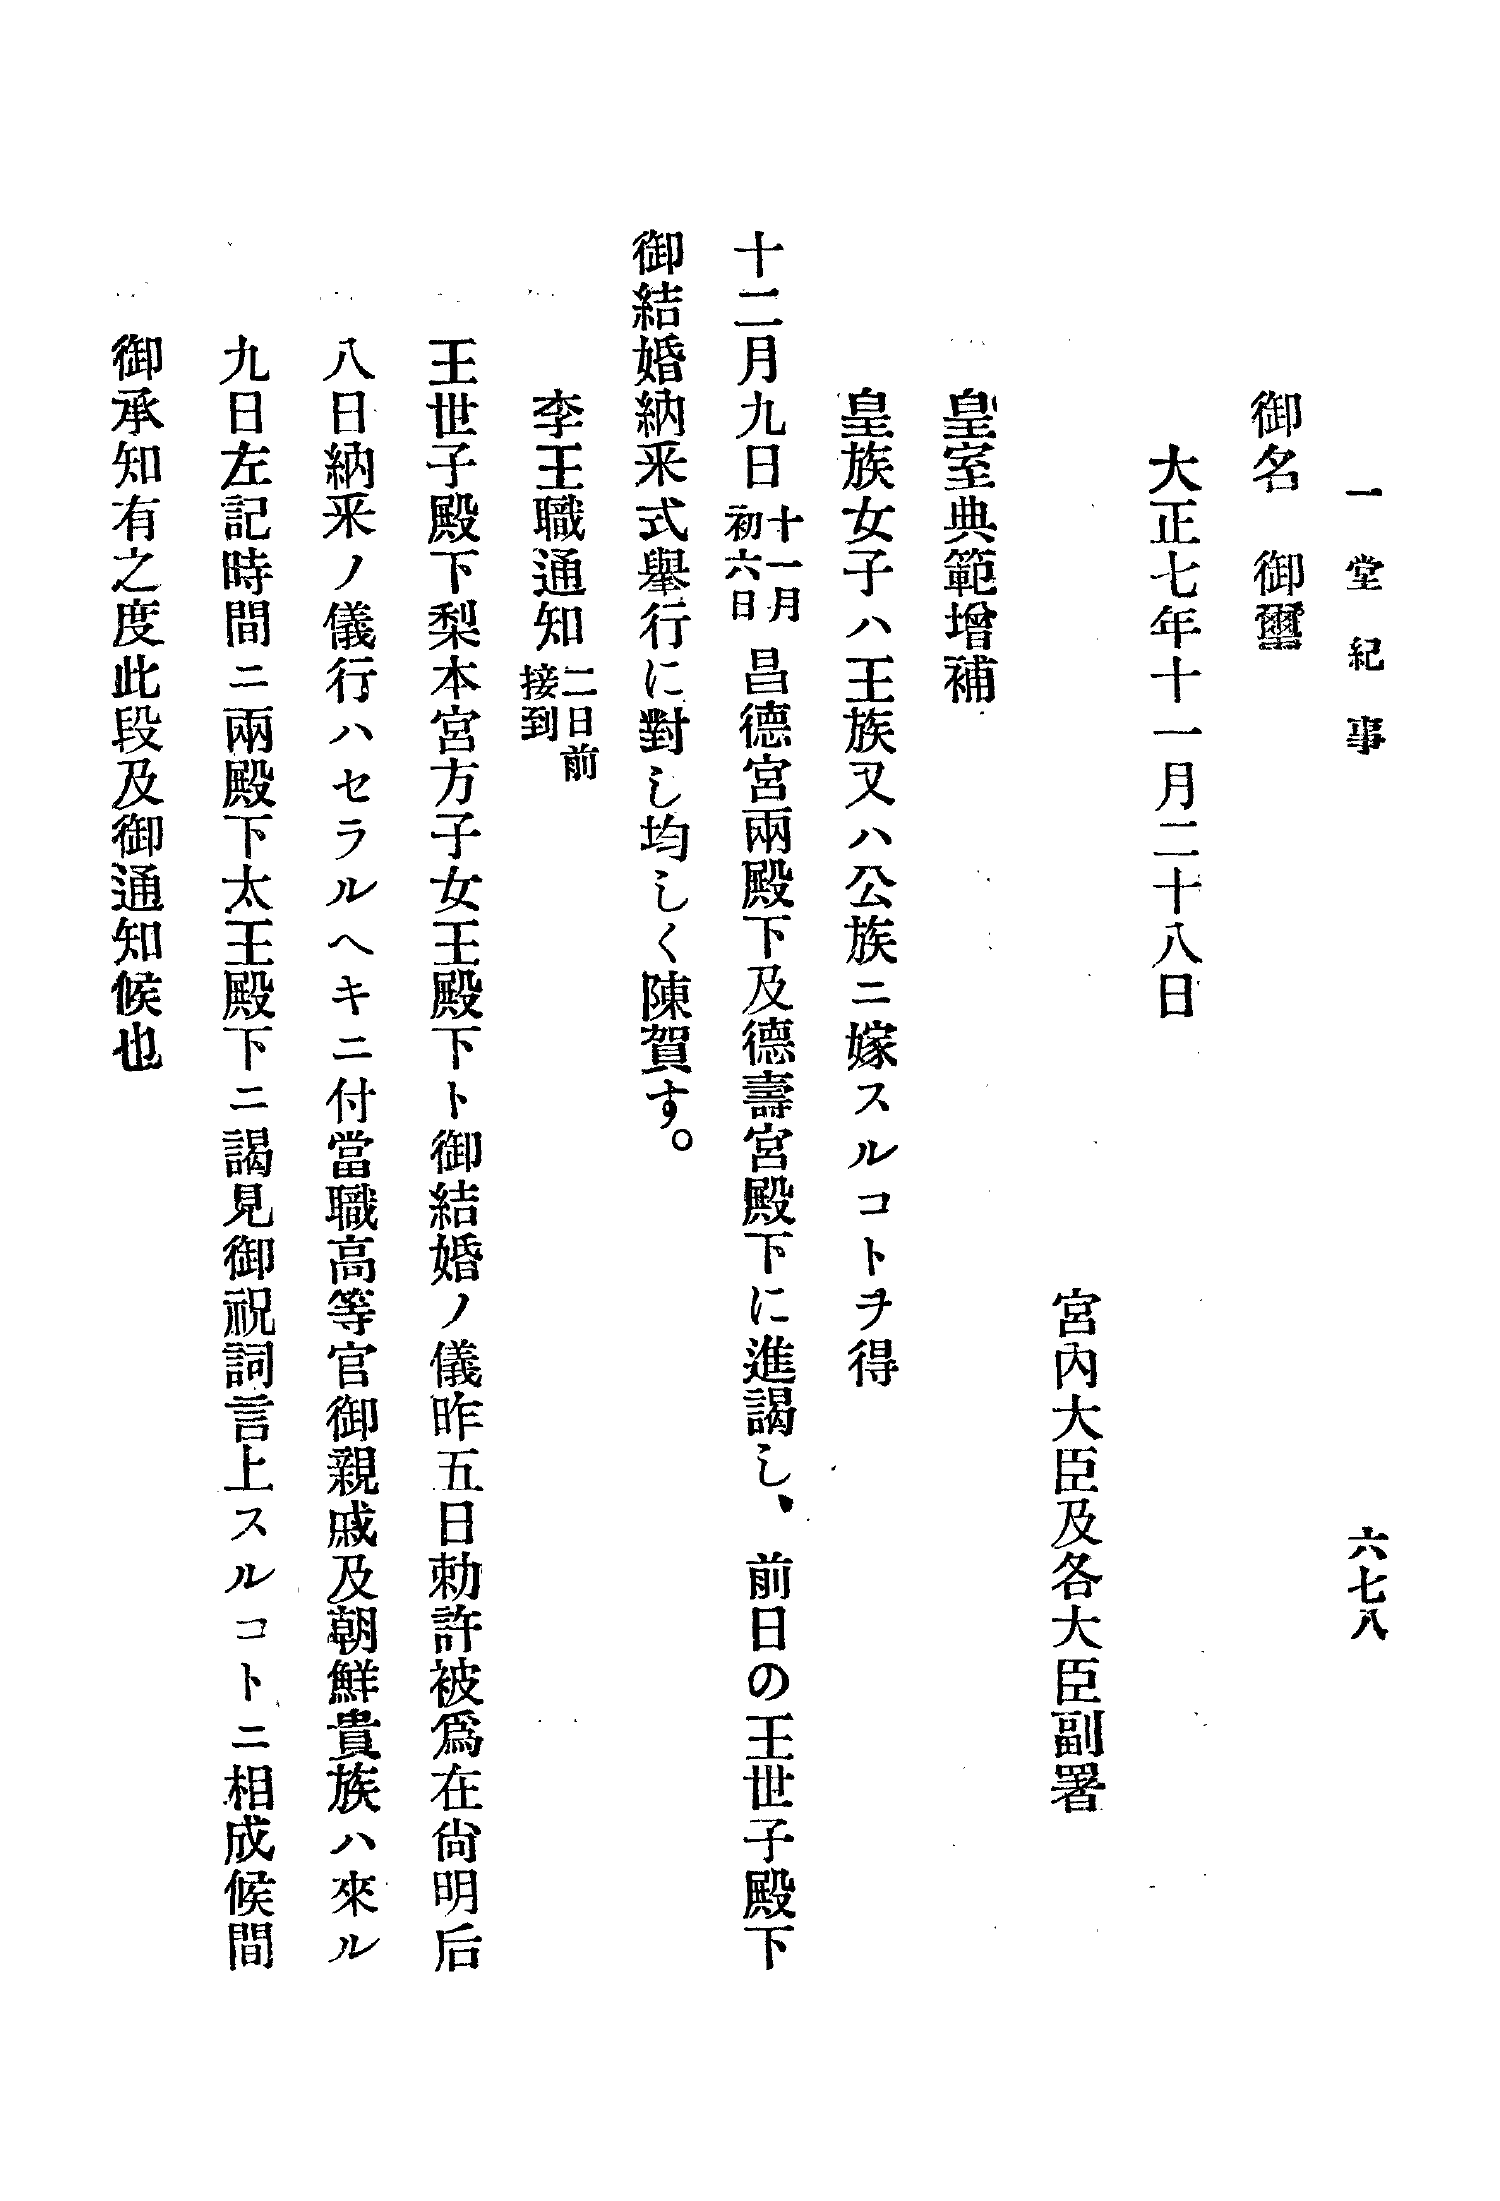 一堂紀事　六七八
御名　御璽
大正七年十一月二十八日
宮內大臣及各大臣副署
皇室典範增補
皇族女子ハ王族又ハ公族ニ嫁スルコトヲ得
十二月九日十一月初六日　昌德宮兩殿下及德壽宮殿下に進謁し、前日の王世子殿下
御結婚納采式舉行に對し均しく陳賀す。
李王職通知二日前接到
王世子殿下梨本宮方子女王殿下ト御結婚ノ儀昨五日勅許被爲在尙明后
八日納采ノ儀行ハセラルヘキニ付當職高等官御親戚及朝鮮貴族ハ來ル
九日左記時間ニ兩殿下太王殿下ニ謁見御祝詞言上スルコトニ相成候間
御承知有之度此段及御通知候也